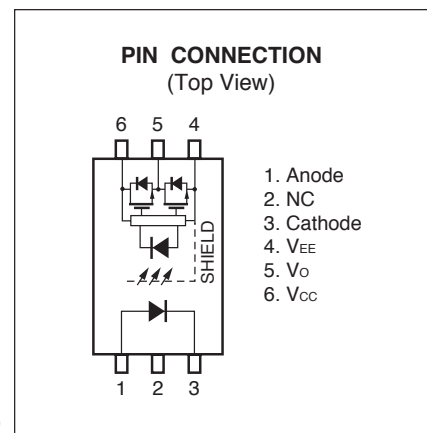 PIN CONNECTION
(Top View)
6 5 4
SHIELD
1 2 3
1. Anode
2. NC
3. Cathode
4. VEE
5. VO
6. VCC